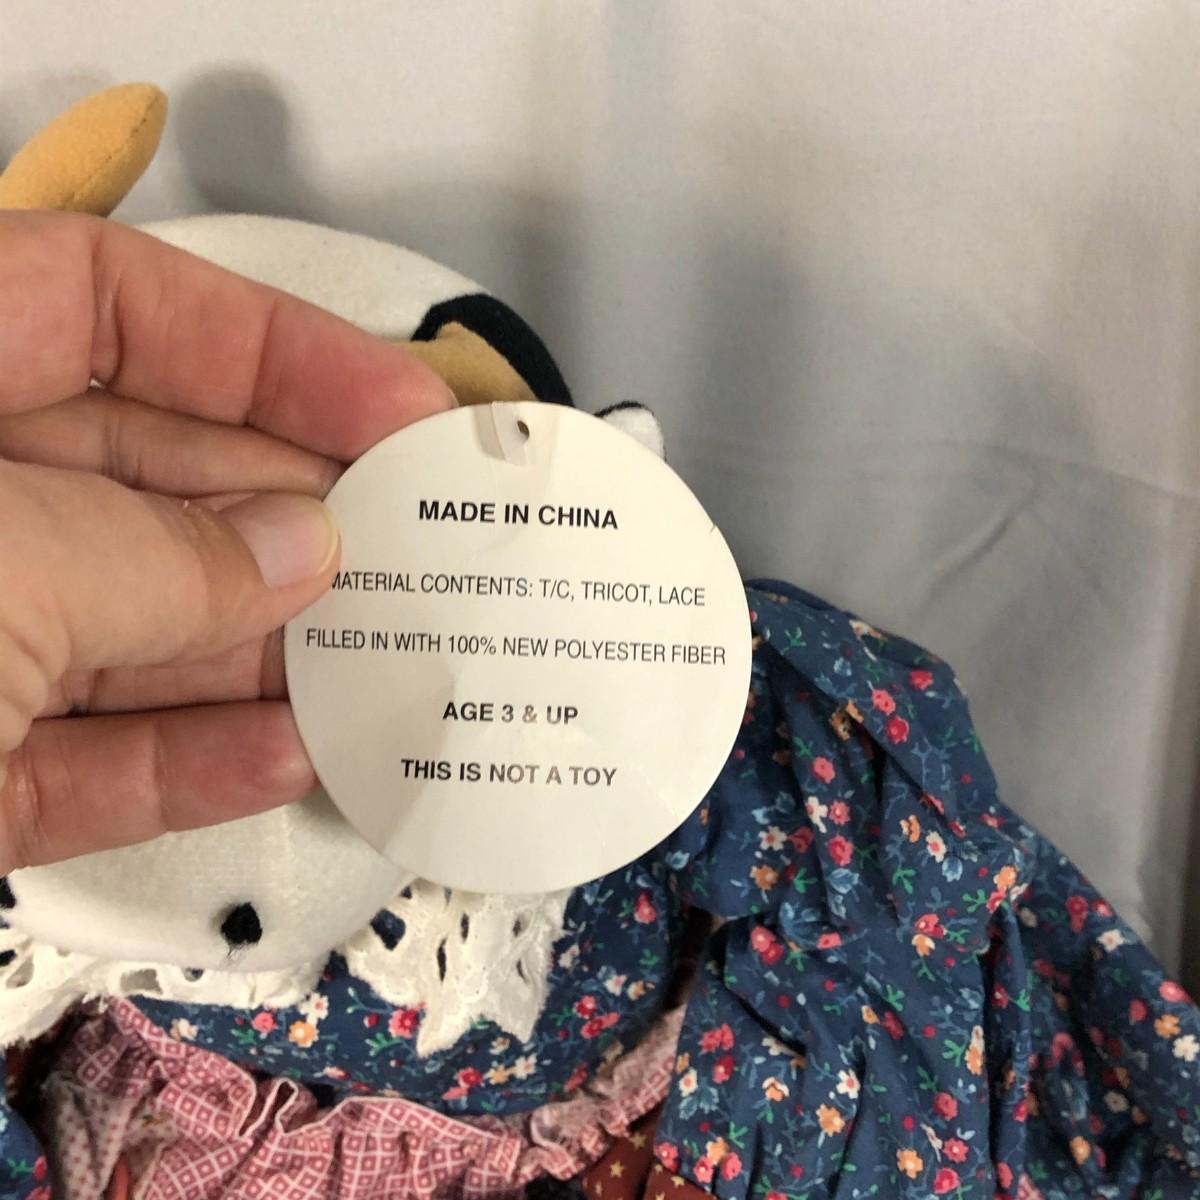 MADE IN CHINA
MATERIAL CONTENTS: T/C, TRICOT, LACE
FILLED IN WITH 100% NEW POLYESTER FIBER
AGE 3 & UP
THIS IS NOT A TOY